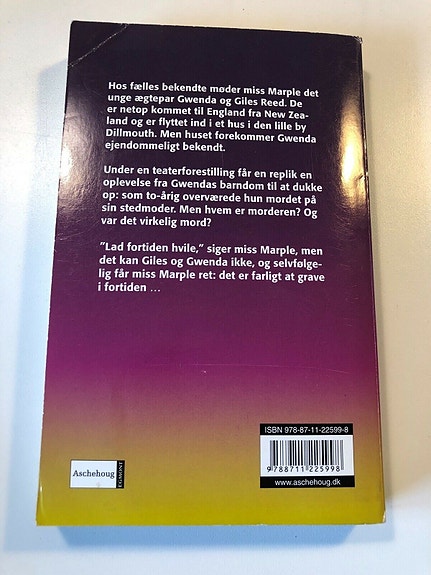 Hos fælles bekendte møder miss Marple det
unge ægtepar Gwenda og Giles Reed. De
er netop kommet til England fra New Zea-
land og er flyttet ind i et hus i den lille by
Dillmouth. Men huset forekommer Gwenda
ejendommeligt bekendt.
Under en teaterforestilling får en replik en
oplevelse fra Gwendas barndom til at dukke
op: som to-årig overværede hun mordet på
sin stedmoder. Men hvem er morderen? Og
var det virkelig mord?
”Lad fortiden hvile,” siger miss Marple, men
det kan Giles og Gwenda ikke, og selvfølge-
lig får miss Marple ret: det er farligt at grave
i fortiden ...
ISBN 978-87-11-22599-8
9 788711 225998
www.aschehoug.dk
Aschehoug
EGMONT